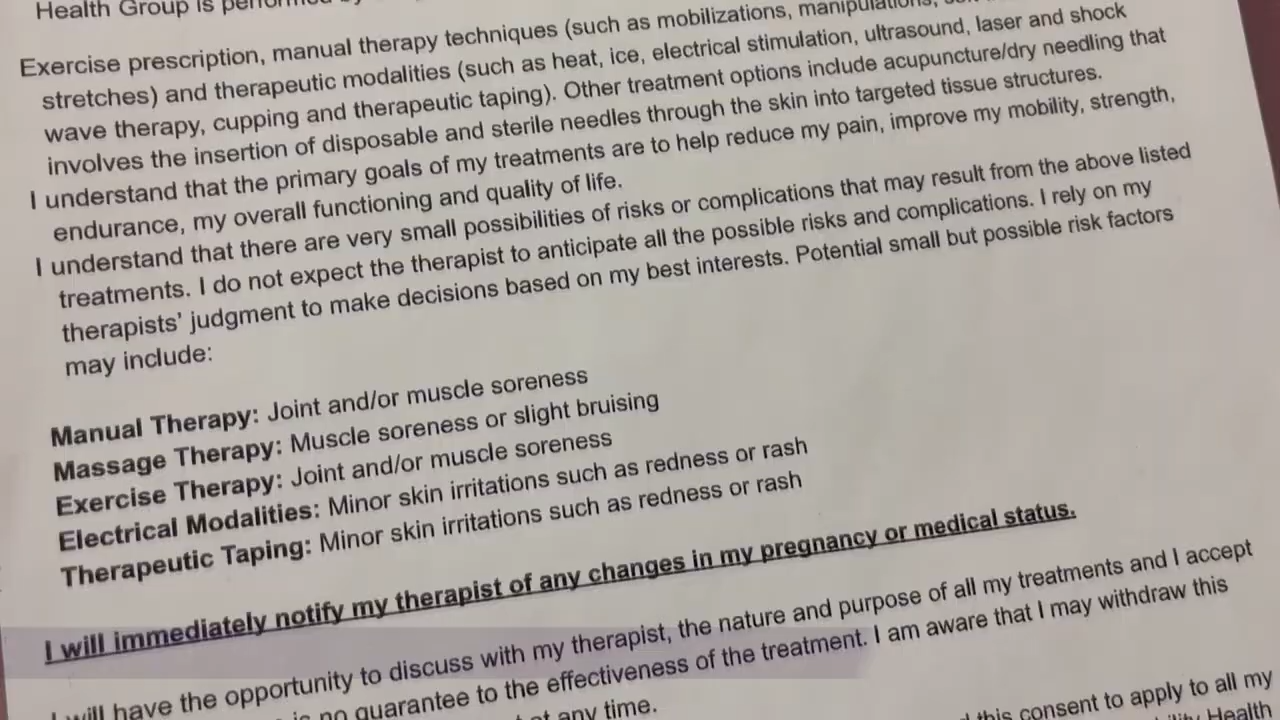 Health Group is performed by
Exercise prescription, manual therapy techniques (such as mobilizations, manipulations,
stretches) and therapeutic modalities (such as heat, ice, electrical stimulation, ultrasound, laser and shock
wave therapy, cupping and therapeutic taping). Other treatment options include acupuncture/dry needling that
involves the insertion of disposable and sterile needles through the skin into targeted tissue structures.
I understand that the primary goals of my treatments are to help reduce my pain, improve my mobility, strength,
endurance, my overall functioning and quality of life.
I understand that there are very small possibilities of risks or complications that may result from the above listed
treatments. I do not expect the therapist to anticipate all the possible risks and complications. I rely on my
therapists' judgment to make decisions based on my best interests. Potential small but possible risk factors
may include:
Manual Therapy: Joint and/or muscle soreness
Massage Therapy: Muscle soreness or slight bruising
Exercise Therapy: Joint and/or muscle soreness
Electrical Modalities: Minor skin irritations such as redness or rash
Therapeutic Taping: Minor skin irritations such as redness or rash
I will immediately notify my therapist of any changes in my pregnancy or medical status.
I will have the opportunity to discuss with my therapist, the nature and purpose of all my treatments and I accept
is no guarantee to the effectiveness of the treatment. I am aware that I may withdraw this
at any time.
this consent to apply to all my
Health